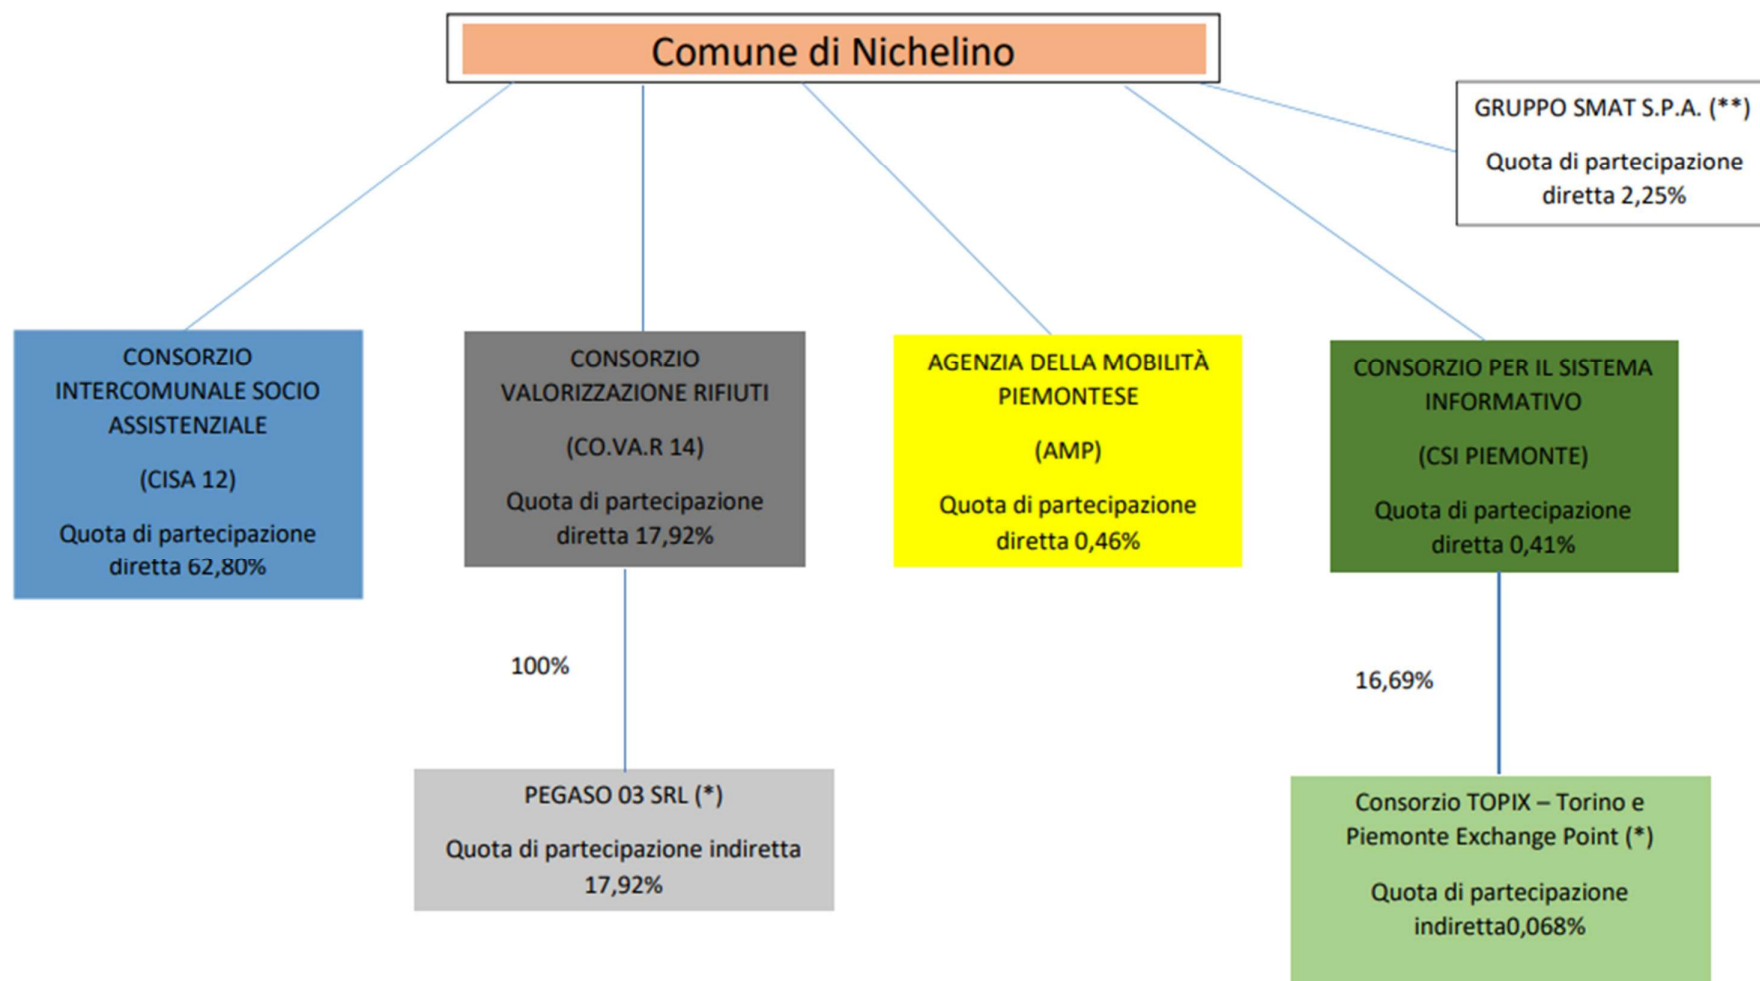 Comune di Nichelino
GRUPPO SMAT S.P.A. (**)
Quota di partecipazione
diretta 2,25%
CONSORZIO
INTERCOMUNALE SOCIO
ASSISTENZIALE
(CISA 12)
Quota di partecipazione
diretta 62,80%
CONSORZIO
VALORIZZAZIONE RIFIUTI
(CO.VA.R 14)
Quota di partecipazione
diretta 17,92%
AGENZIA DELLA MOBILITÀ
PIEMONTESE
(AMP)
Quota di partecipazione
diretta 0,46%
CONSORZIO PER IL SISTEMA
INFORMATIVO
(CSI PIEMONTE)
Quota di partecipazione
diretta 0,41%
100%
16,69%
PEGASO 03 SRL (*)
Quota di partecipazione indiretta
17,92%
Consorzio TOPIX – Torino e
Piemonte Exchange Point (*)
Quota di partecipazione
indiretta0,068%